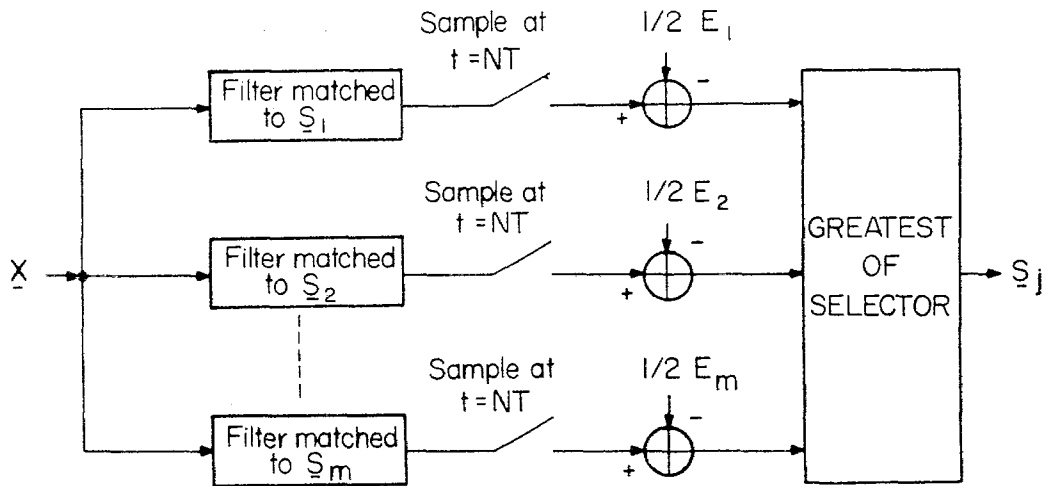 Sample at
t = NT
1/2 E1
Filter matched
to S1
+
-
Sample at
t = NT
1/2 E2
X
Filter matched
to S2
+
-
GREATEST
OF
SELECTOR
Sj
Sample at
t = NT
1/2 Em
Filter matched
to Sm
+
-